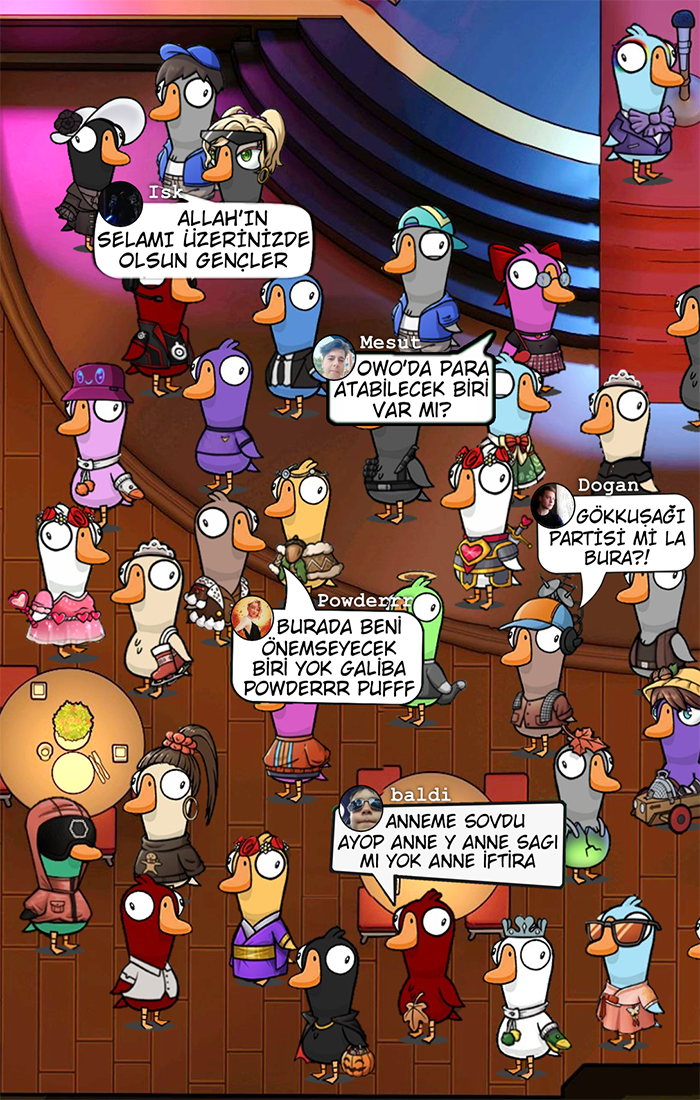 Isk
ALLAH'IN
SELAMI ÜZERİNİZDE
OLSUN GENÇLER
Mesut
OWO'DA PARA
ATABİLECEK BİRİ
VAR MI?
Dogan
GÖKKUŞAĞI
PARTİSİ Mİ LA
BURA?!
Powderrr
BURADA BENİ
ÖNEMSEYECEK
BİRİ YOK GALİBA
POWDERRR PUFFF
baldi
ANNEME SOVDU
AYOP ANNE Y ANNE SAGI
MI YOK ANNE İFTİRA